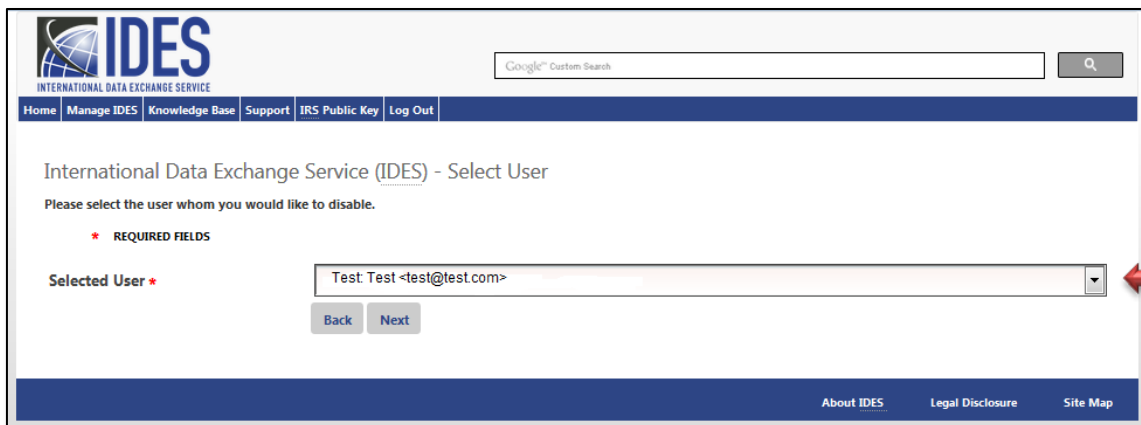 IDES
INTERNATIONAL DATA EXCHANGE SERVICE
Google™ Custom Search
Home Manage IDES Knowledge Base Support IRS Public Key Log Out
International Data Exchange Service (IDES) - Select User
Please select the user whom you would like to disable.
* REQUIRED FIELDS
Selected User * Test: Test <test@test.com>
Back Next
About IDES Legal Disclosure Site Map